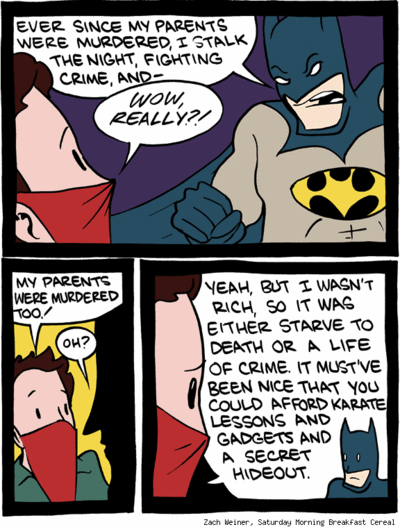 EVER SINCE MY PARENTS
WERE MURDERED, I STALK
THE NIGHT, FIGHTING
CRIME, AND-
WOW,
REALLY?!
MY PARENTS
WERE MURDERED
TOO!
OH?
YEAH, BUT I WASN'T
RICH, SO IT WAS
EITHER STARVE TO
DEATH OR A LIFE
OF CRIME. IT MUST'VE
BEEN NICE THAT YOU
COULD AFFORD KARATE
LESSONS AND
GADGETS AND
A SECRET
HIDEOUT.
Zach Weiner, Saturday Morning Breakfast Cereal